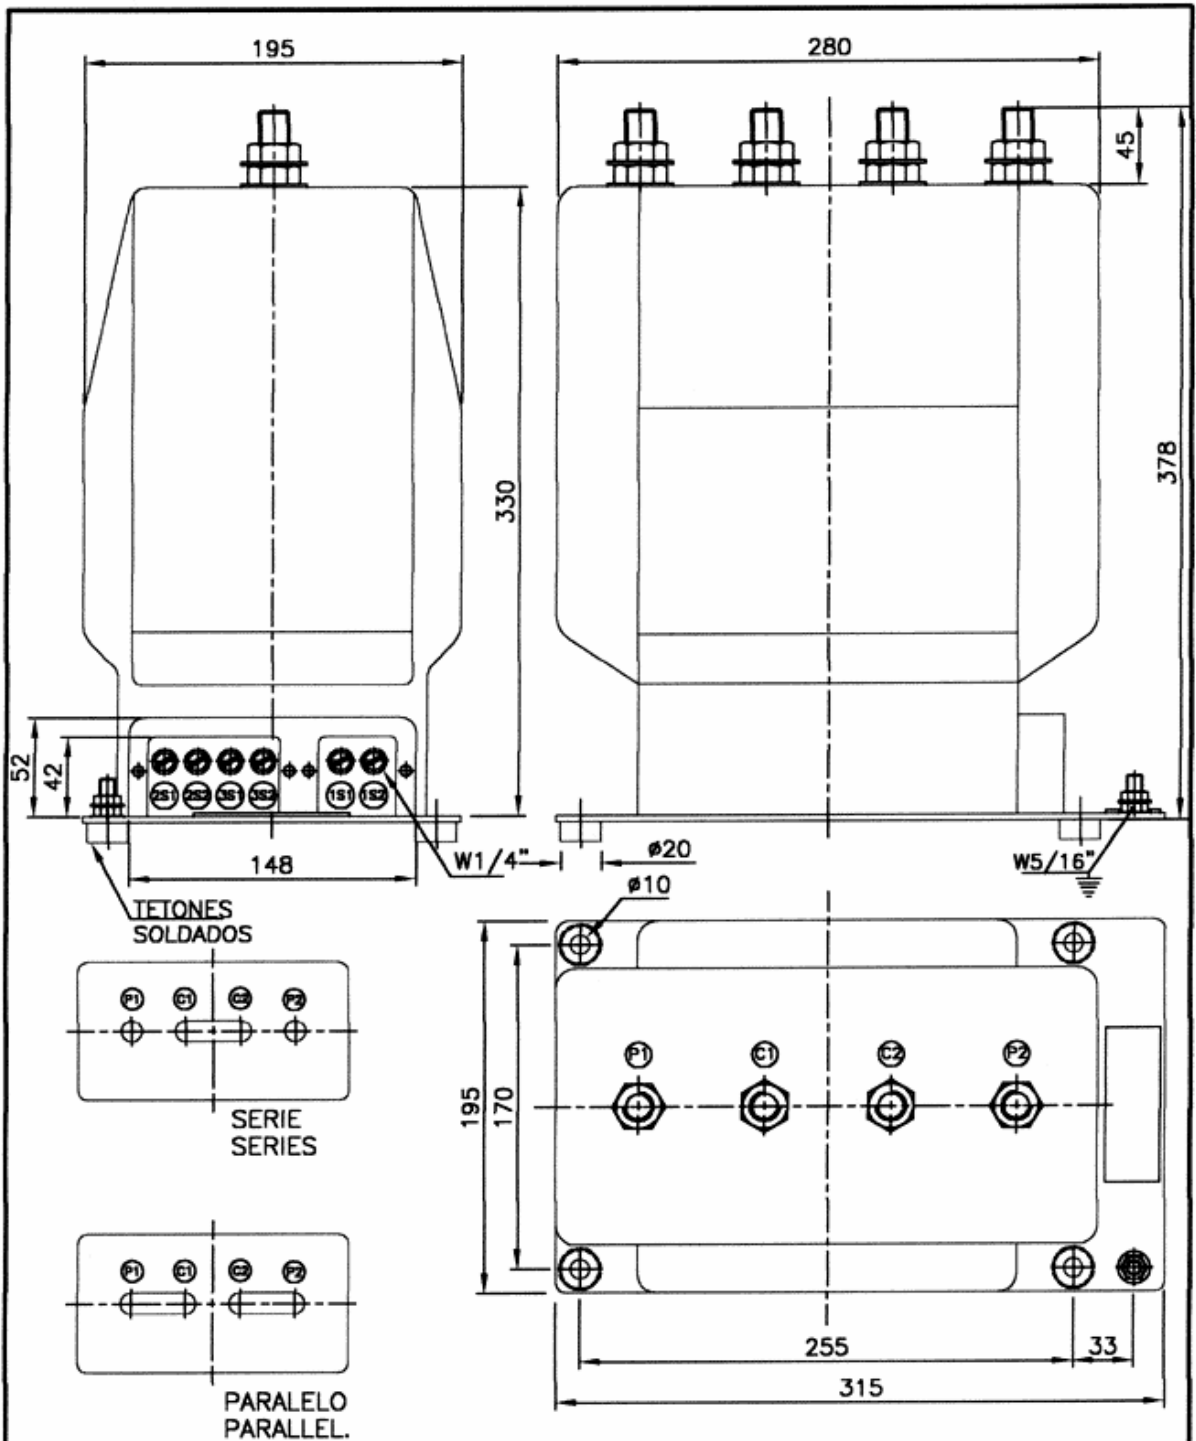 195
280
45
330
378
52
42
2S1 2S2 3S1 3S2 1S1 1S2
148
W1/4"
ø20
W5/16"
TETONES
SOLDADOS
ø10
P1 C1 C2 P2
SERIE
SERIES
195
170
P1 C1 C2 P2
P1 C1 C2 P2
PARALELO
PARALLEL.
255
33
315